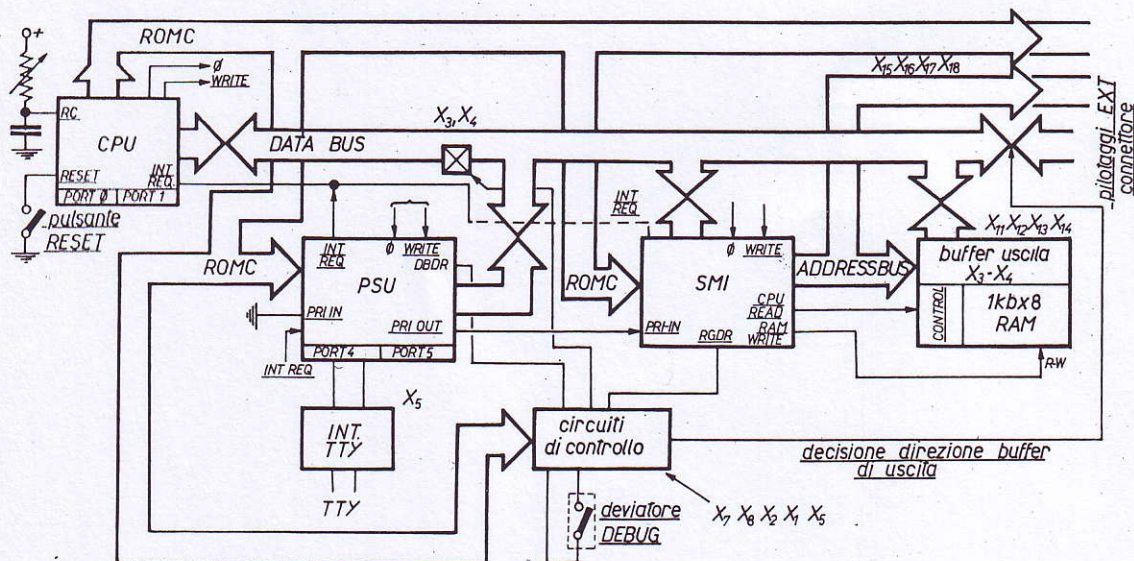 +
ROMC
Ø
WRITE
RC
CPU
RESET
INT
REQ
PORT Ø PORT 1
pulsante
RESET
X3, X4
DATA BUS
X15 X16 X17 X18
pilotaggi EXT
connettore
ROMC
INT
REQ
Ø WRITE
DBDR
PSU
PRI IN
PRI OUT
INT REQ
PORT 4 PORT 5
X5
INT.
TTY
TTY
INT
REQ
ROMC
Ø WRITE
SMI
CPU
READ
RAM
WRITE
PRI-IN
RGDR
ADDRESSBUS
X11 X12 X13 X14
buffer uscita
X3-X4
CONTROL
1kbx8
RAM
R-W
circuiti
di controllo
decisione direzione buffer
di uscita
deviatore
DEBUG
X7 X8 X2 X1 X5